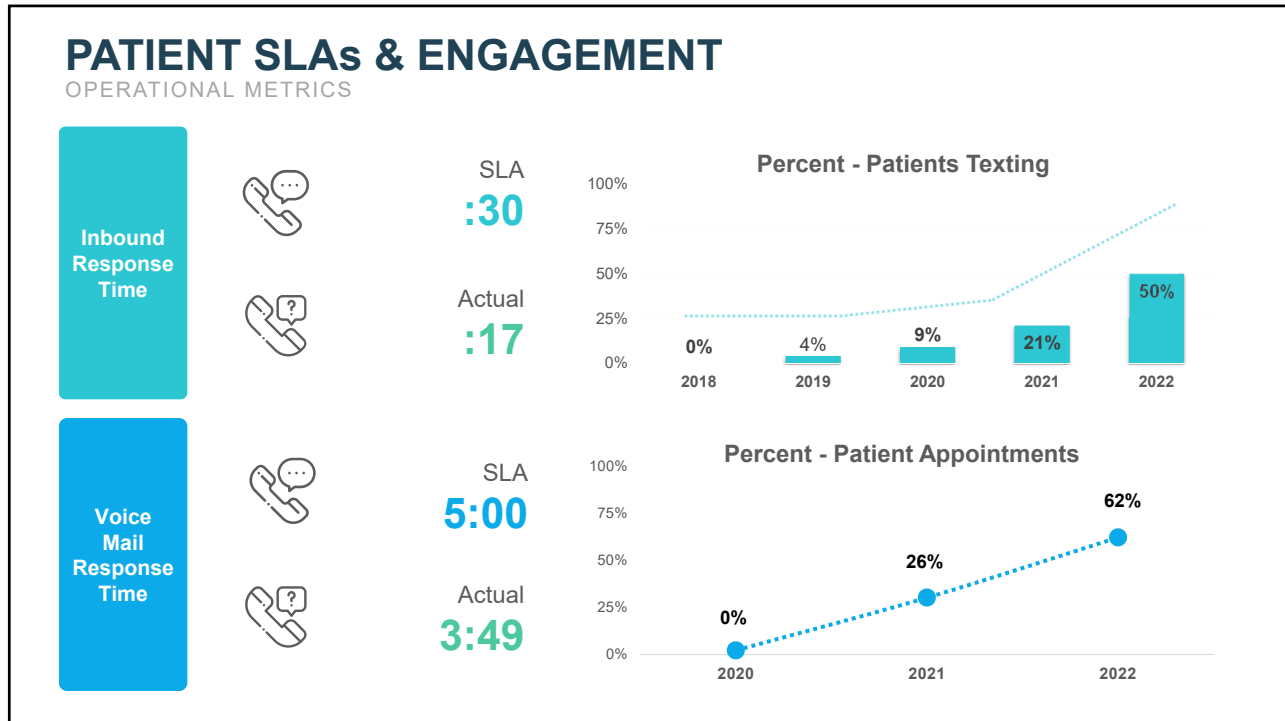 PATIENT SLAs & ENGAGEMENT
OPERATIONAL METRICS
Inbound
Response
Time
SLA
:30
Actual
:17
Percent - Patients Texting
100%
75%
50%
25%
0%
0%
4%
9%
21%
50%
2018
2019
2020
2021
2022
Voice
Mail
Response
Time
SLA
5:00
Actual
3:49
Percent - Patient Appointments
100%
75%
50%
25%
0%
0%
26%
62%
2020
2021
2022